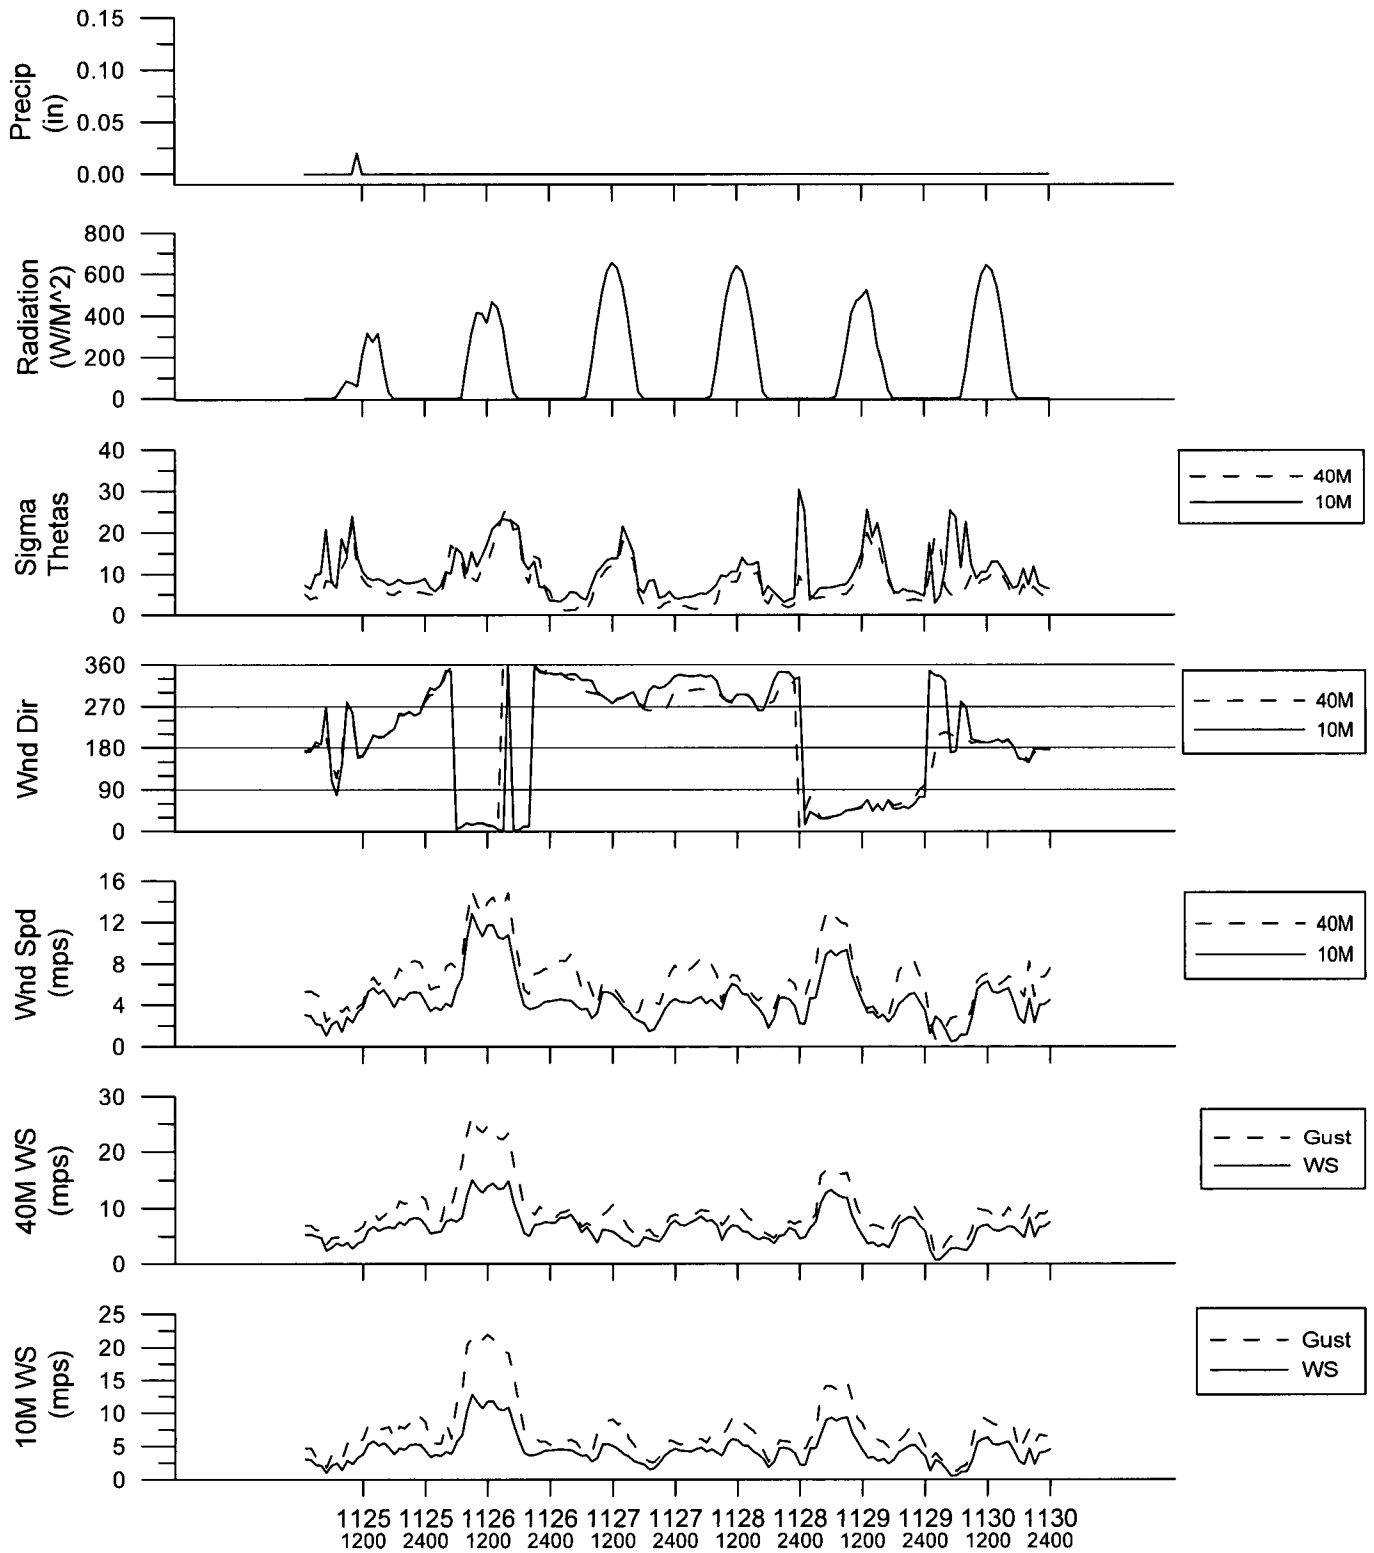 Precip
(in)
0.15
0.10
0.05
0.00
Radiation
(W/M^2)
800
600
400
200
0
Sigma
Thetas
40
30
20
10
0
40M
10M
Wnd Dir
360
270
180
90
0
40M
10M
Wnd Spd
(mps)
16
12
8
4
0
40M
10M
40M WS
(mps)
30
20
10
0
Gust
WS
10M WS
(mps)
25
20
15
10
5
0
Gust
WS
1125 1125 1126 1126 1127 1127 1128 1128 1129 1129 1130 1130
1200 2400 1200 2400 1200 2400 1200 2400 1200 2400 1200 2400